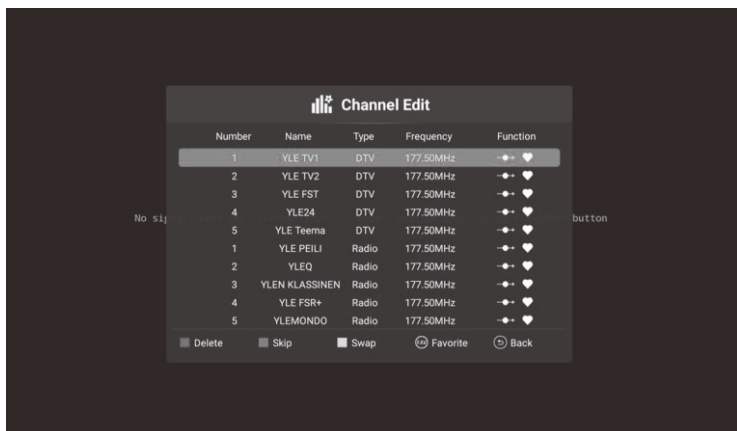 Channel Edit
Number Name Type Frequency Function
1 YLE TV1 DTV 177.50MHz
2 YLE TV2 DTV 177.50MHz
3 YLE FST DTV 177.50MHz
4 YLE24 DTV 177.50MHz
No sig button
5 YLE Teema DTV 177.50MHz
1 YLE PEILI Radio 177.50MHz
2 YLEQ Radio 177.50MHz
3 YLEN KLASSINEN Radio 177.50MHz
4 YLE FSR+ Radio 177.50MHz
5 YLEMONDO Radio 177.50MHz
Delete Skip Swap FAV Favorite Back